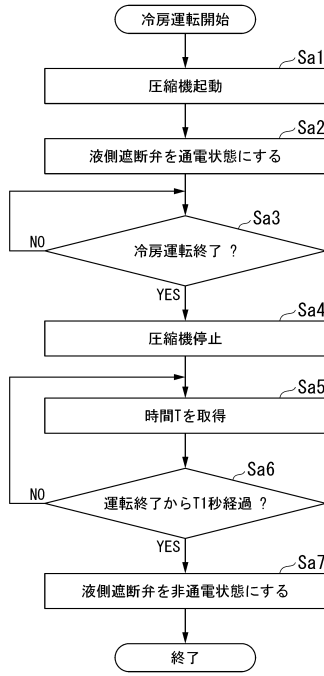 冷房運転開始
Sa1
圧縮機起動
Sa2
液側遮断弁を通電状態にする
Sa3
冷房運転終了 ?
NO
YES
Sa4
圧縮機停止
Sa5
時間Tを取得
Sa6
運転終了からT1秒経過 ?
NO
YES
Sa7
液側遮断弁を非通電状態にする
終了